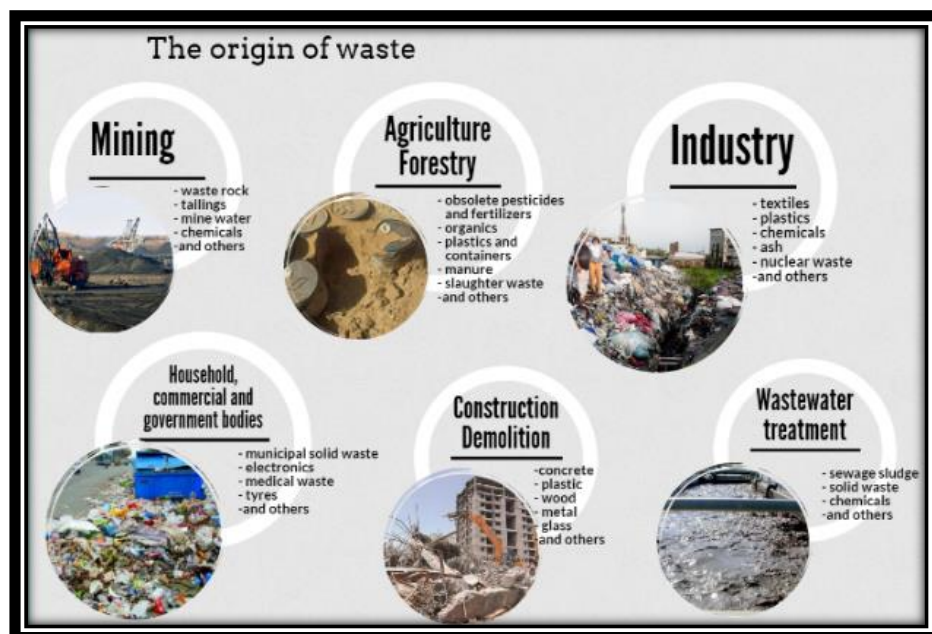 The origin of waste
Mining
- waste rock
- tailings
- mine water
- chemicals
-and others
Agriculture
Forestry
- obsolete pesticides
and fertilizers
- organics
- plastics and
containers
- manure
- slaughter waste
-and others
Industry
- textiles
- plastics
- chemicals
- ash
- nuclear waste
-and others
Household,
commercial and
government bodies
- municipal solid waste
- electronics
- medical waste
- tyres
-and others
Construction
Demolition
-concrete
- plastic
- wood
- metal
- glass
-and others
Wastewater
treatment
- sewage sludge
- solid waste
- chemicals
-and others